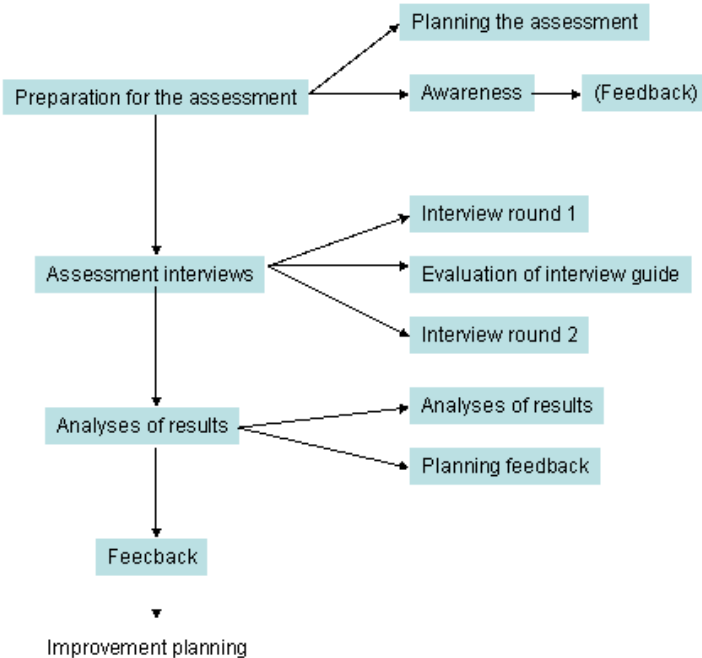 Planning the assessment
Preparation for the assessment
Awareness
(Feedback)
Interview round 1
Assessment interviews
Evaluation of interview guide
Interview round 2
Analyses of results
Analyses of results
Planning feedback
Feecback
Improvement planning